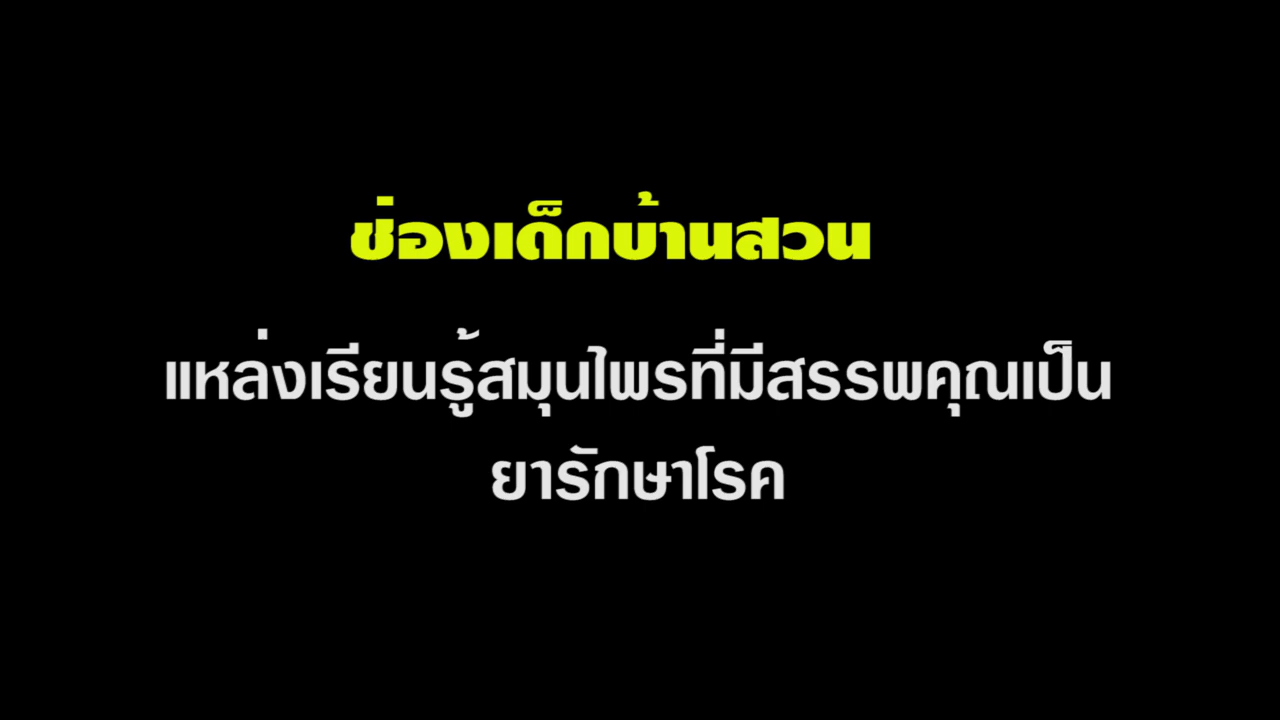 ช่องเด็กบ้านสวน
แหล่งเรียนรู้สมุนไพรที่มีสรรพคุณเป็น
ยารักษาโรค